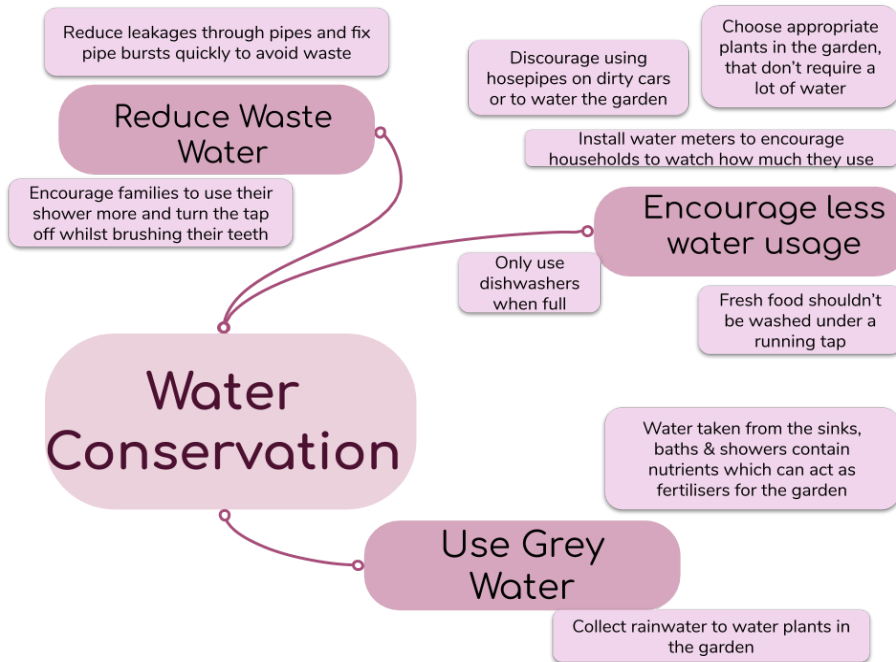 Reduce leakages through pipes and fix
pipe bursts quickly to avoid waste
Reduce Waste
Water
Encourage families to use their
shower more and turn the tap
off whilst brushing their teeth
Discourage using
hosepipes on dirty cars
or to water the garden
Choose appropriate
plants in the garden,
that don't require a
lot of water
Install water meters to encourage
households to watch how much they use
Encourage less
water usage
Only use
dishwashers
when full
Fresh food shouldn't
be washed under a
running tap
Water
Conservation
Water taken from the sinks,
baths & showers contain
nutrients which can act as
fertilisers for the garden
Use Grey
Water
Collect rainwater to water plants in
the garden